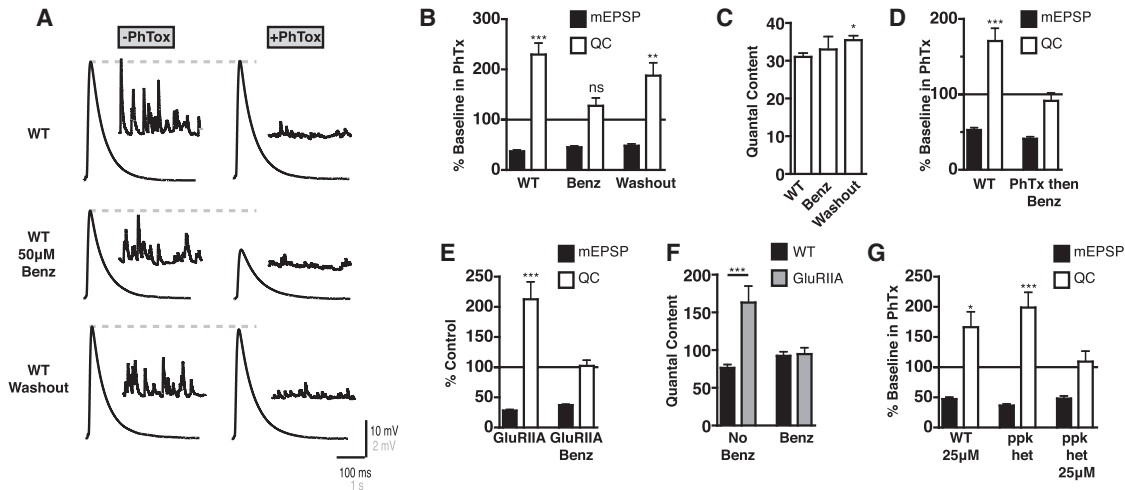 A
-PhTox
+PhTox
WT
WT
50µM
Benz
WT
Washout
10 mV
2 mV
100 ms
1 s
B
mEPSP
QC
% Baseline in PhTx
300
200
100
0
***
ns
**
WT
Benz
Washout
C
Quantal Content
40
30
20
10
0
*
WT
Benz
Washout
D
mEPSP
QC
% Baseline in PhTx
200
100
0
***
WT
PhTx then
Benz
E
mEPSP
QC
% Control
250
200
150
100
50
0
***
GluRIIA
GluRIIA
Benz
F
WT
GluRIIA
Quantal Content
200
150
100
50
0
***
No
Benz
Benz
G
mEPSP
QC
% Baseline in PhTx
250
200
150
100
50
0
*
***
WT
25µM
ppk
het
ppk
het
25µM